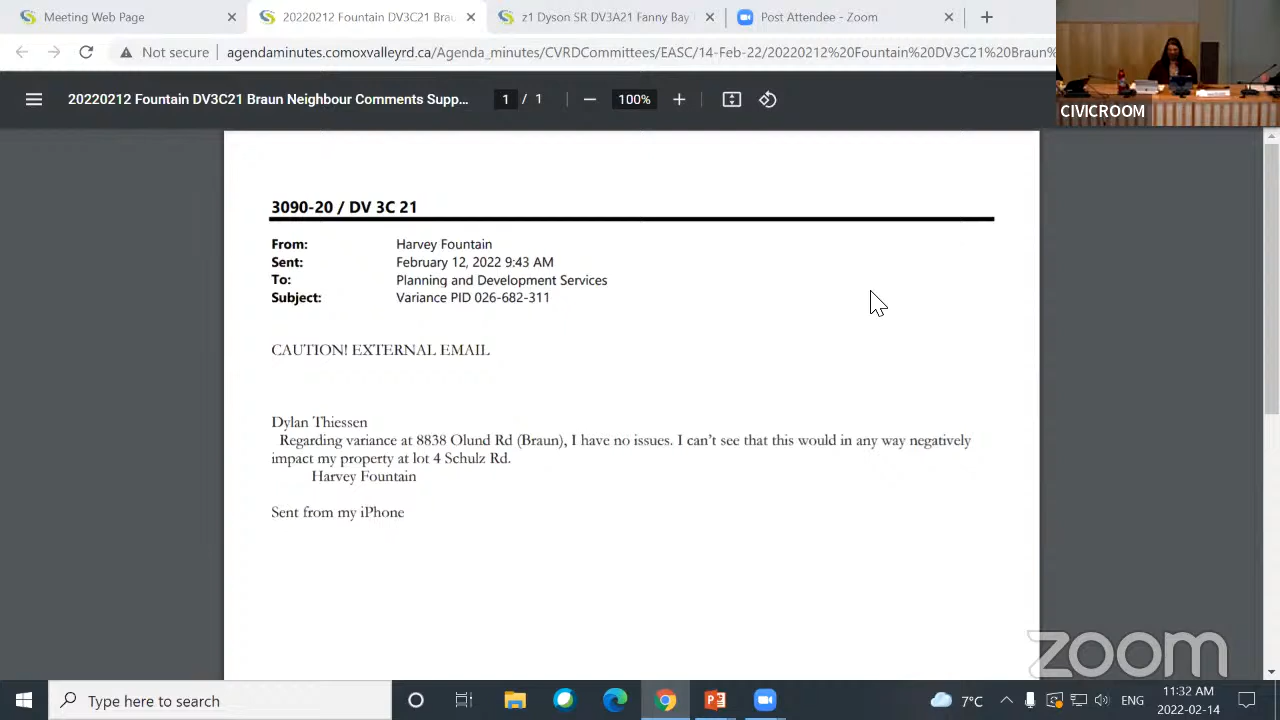 Meeting Web Page
20220212 Fountain DV3C21 Brau
z1 Dyson SR DV3A21 Fanny Bay
Post Attendee - Zoom
Not secure
agendaminutes.comoxvalleyrd.ca/Agenda_minutes/CVRDCommittees/EASC/14-Feb-22/20220212%20Fountain%20DV3C21%20Braun%
20220212 Fountain DV3C21 Braun Neighbour Comments Supp...
1 / 1
100%
CIVICROOM
3090-20 / DV 3C 21
From: Harvey Fountain
Sent: February 12, 2022 9:43 AM
To: Planning and Development Services
Subject: Variance PID 026-682-311
CAUTION! EXTERNAL EMAIL
Dylan Thiessen
Regarding variance at 8838 Olund Rd (Braun), I have no issues. I can't see that this would in any way negatively
impact my property at lot 4 Schulz Rd.
Harvey Fountain
Sent from my iPhone
zoom
Type here to search
7°C
ENG
11:32 AM
2022-02-14